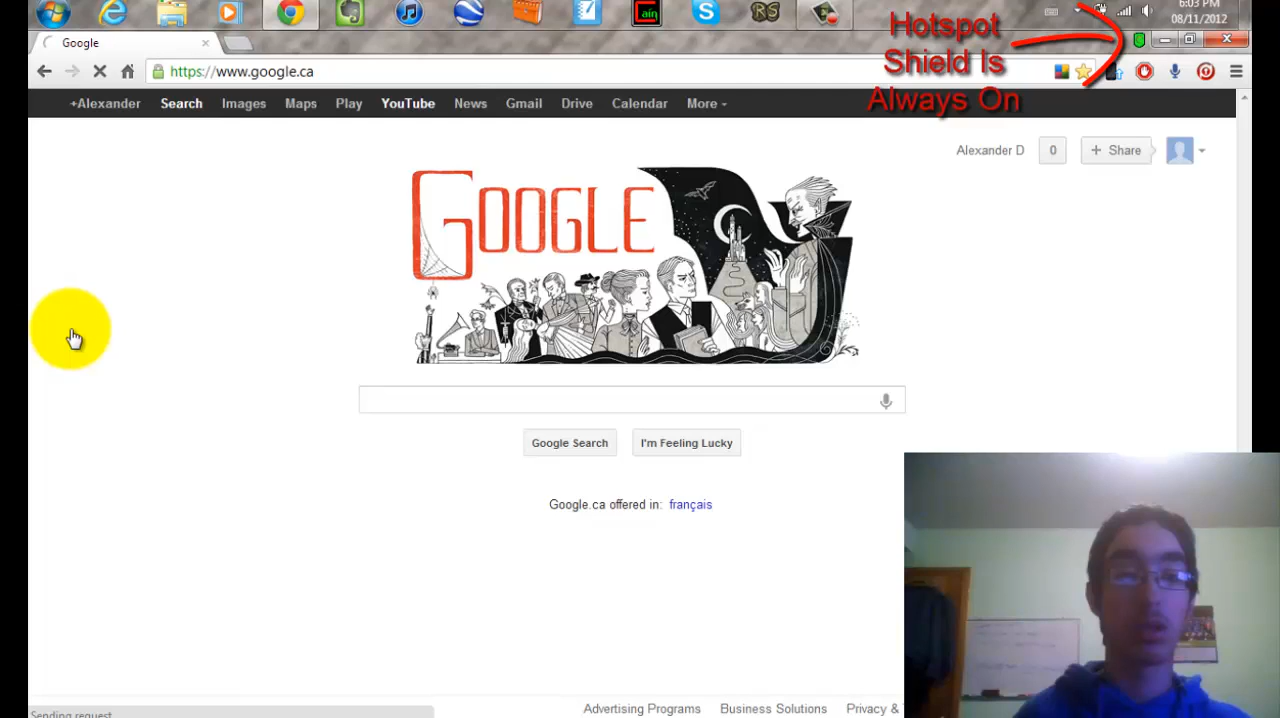 6:03 PM
08/11/2012
Hotspot
Shield Is
Always On
Google
https://www.google.ca
+Alexander Search Images Maps Play YouTube News Gmail Drive Calendar More
Alexander D 0 + Share
GOOGLE
Google Search I'm Feeling Lucky
Google.ca offered in: français
Sending request
Advertising Programs Business Solutions Privacy &